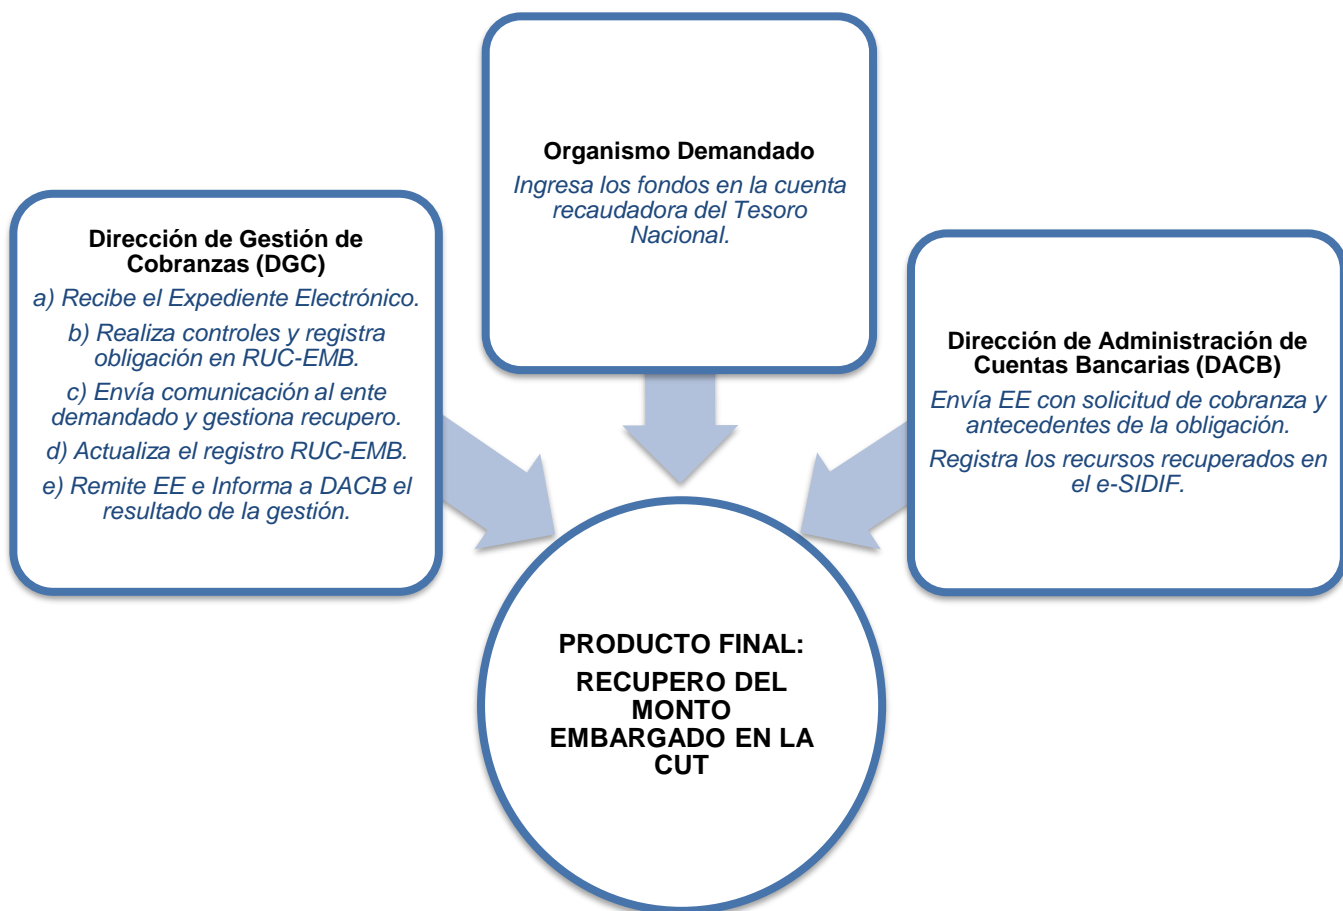 Organismo Demandado
Ingresa los fondos en la cuenta
recaudadora del Tesoro
Nacional.
Dirección de Gestión de
Cobranzas (DGC)
a) Recibe el Expediente Electrónico.
b) Realiza controles y registra
obligación en RUC-EMB.
c) Envía comunicación al ente
demandado y gestiona recupero.
d) Actualiza el registro RUC-EMB.
e) Remite EE e Informa a DACB el
resultado de la gestión.
Dirección de Administración de
Cuentas Bancarias (DACB)
Envía EE con solicitud de cobranza y
antecedentes de la obligación.
Registra los recursos recuperados en
el e-SIDIF.
PRODUCTO FINAL:
RECUPERO DEL
MONTO
EMBARGADO EN LA
CUT